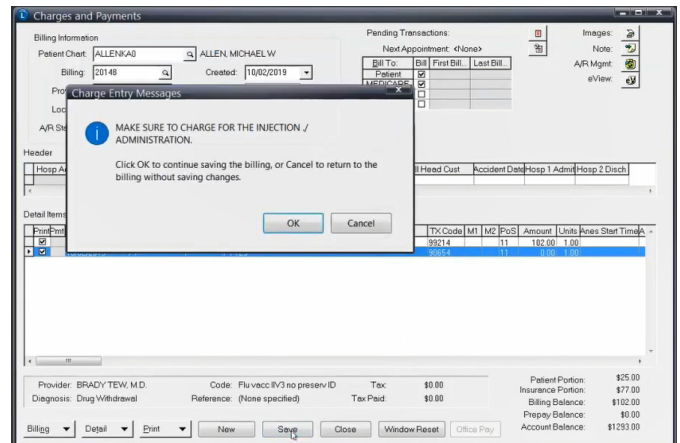 Charges and Payments
Billing Information
Patient Chart: ALLENKA0 ALLEN, MICHAEL W
Billing: 20148 Created: 10/02/2019
Pending Transactions:
Next Appointment: <None>
Bill To: Bill First Bill... Last Bill...
Patient
MEDICARE
Images:
Note:
A/R Mgmt:
eView:
Charge Entry Messages
MAKE SURE TO CHARGE FOR THE INJECTION ./
ADMINISTRATION.
Click OK to continue saving the billing, or Cancel to return to the
billing without saving changes.
OK Cancel
Header
Accident Date Hosp 1 Admit Hosp 2 Disch
Detail Items
Print Pmt TX Code M1 M2 PoS Amount Units Anes Start Time A
99214 11 102.00 1.00
90654 11 0.00 1.00
Provider: BRADY TEW, M.D. Code: Flu vacc IIV3 no preserv ID Tax: $0.00
Diagnosis: Drug Withdrawal Reference: (None specified) Tax Paid: $0.00
Patient Portion: $25.00
Insurance Portion: $77.00
Billing Balance: $102.00
Prepay Balance: $0.00
Account Balance: $1293.00
Billing Detail Print New Save Close Window Reset Office Pay